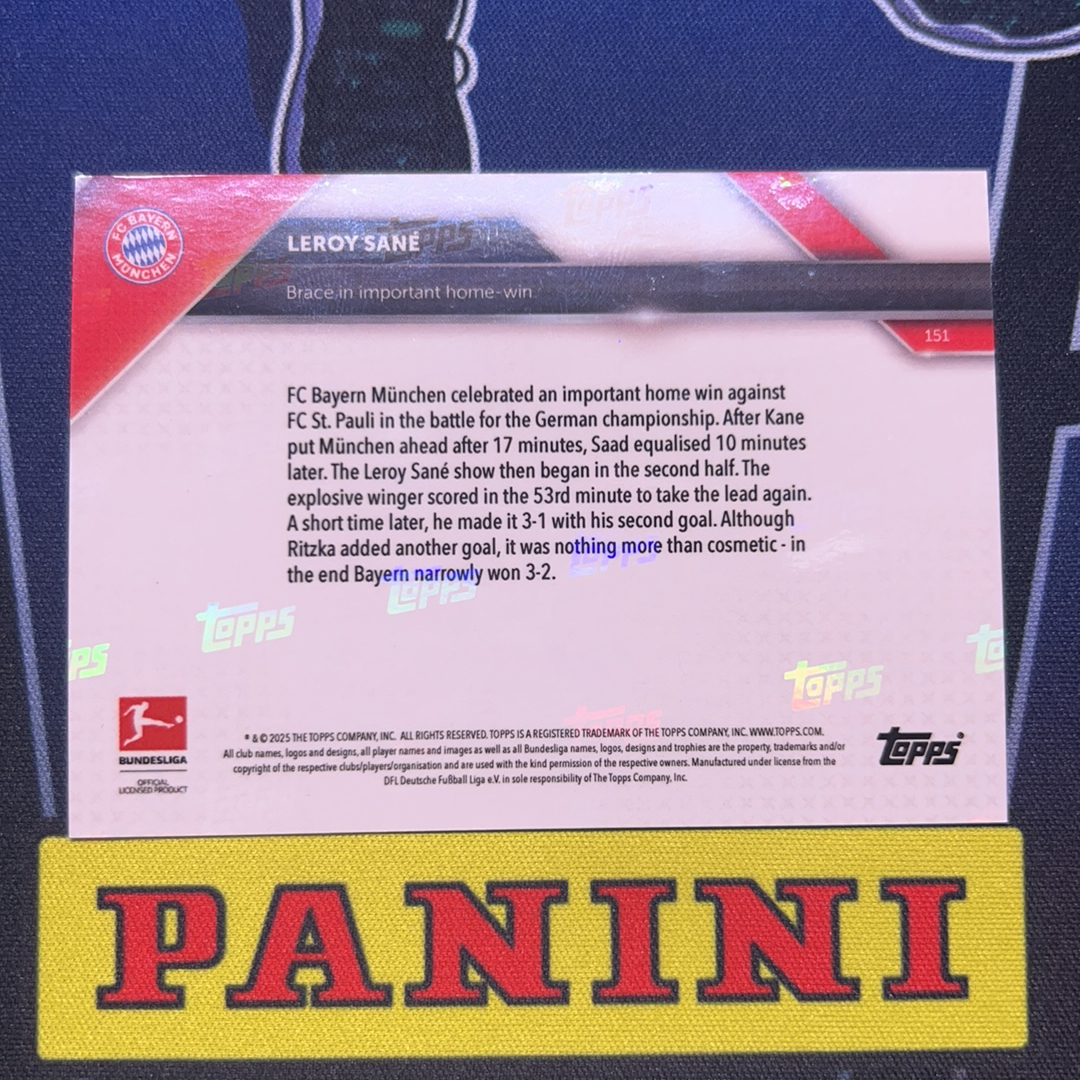 FC BAYERN
MÜNCHEN
LEROY SANÉ
Brace in important home-win.
151
FC Bayern München celebrated an important home win against
FC St. Pauli in the battle for the German championship. After Kane
put München ahead after 17 minutes, Saad equalised 10 minutes
later. The Leroy Sané show then began in the second half. The
explosive winger scored in the 53rd minute to take the lead again.
A short time later, he made it 3-1 with his second goal. Although
Ritzka added another goal, it was nothing more than cosmetic - in
the end Bayern narrowly won 3-2.
topps
topps
topps
topps
BUNDESLIGA
OFFICIAL
LICENSED PRODUCT
® & © 2025 THE TOPPS COMPANY, INC. ALL RIGHTS RESERVED. TOPPS IS A REGISTERED TRADEMARK OF THE TOPPS COMPANY, INC. WWW.TOPPS.COM.
All club names, logos and designs, all player names and images as well as all Bundesliga names, logos, designs and trophies are the property, trademarks and/or
copyright of the respective clubs/players/organisation and are used with the kind permission of the respective owners. Manufactured under license from the
DFL Deutsche Fußball Liga e.V. in sole responsibility of The Topps Company, Inc.
topps
PANINI